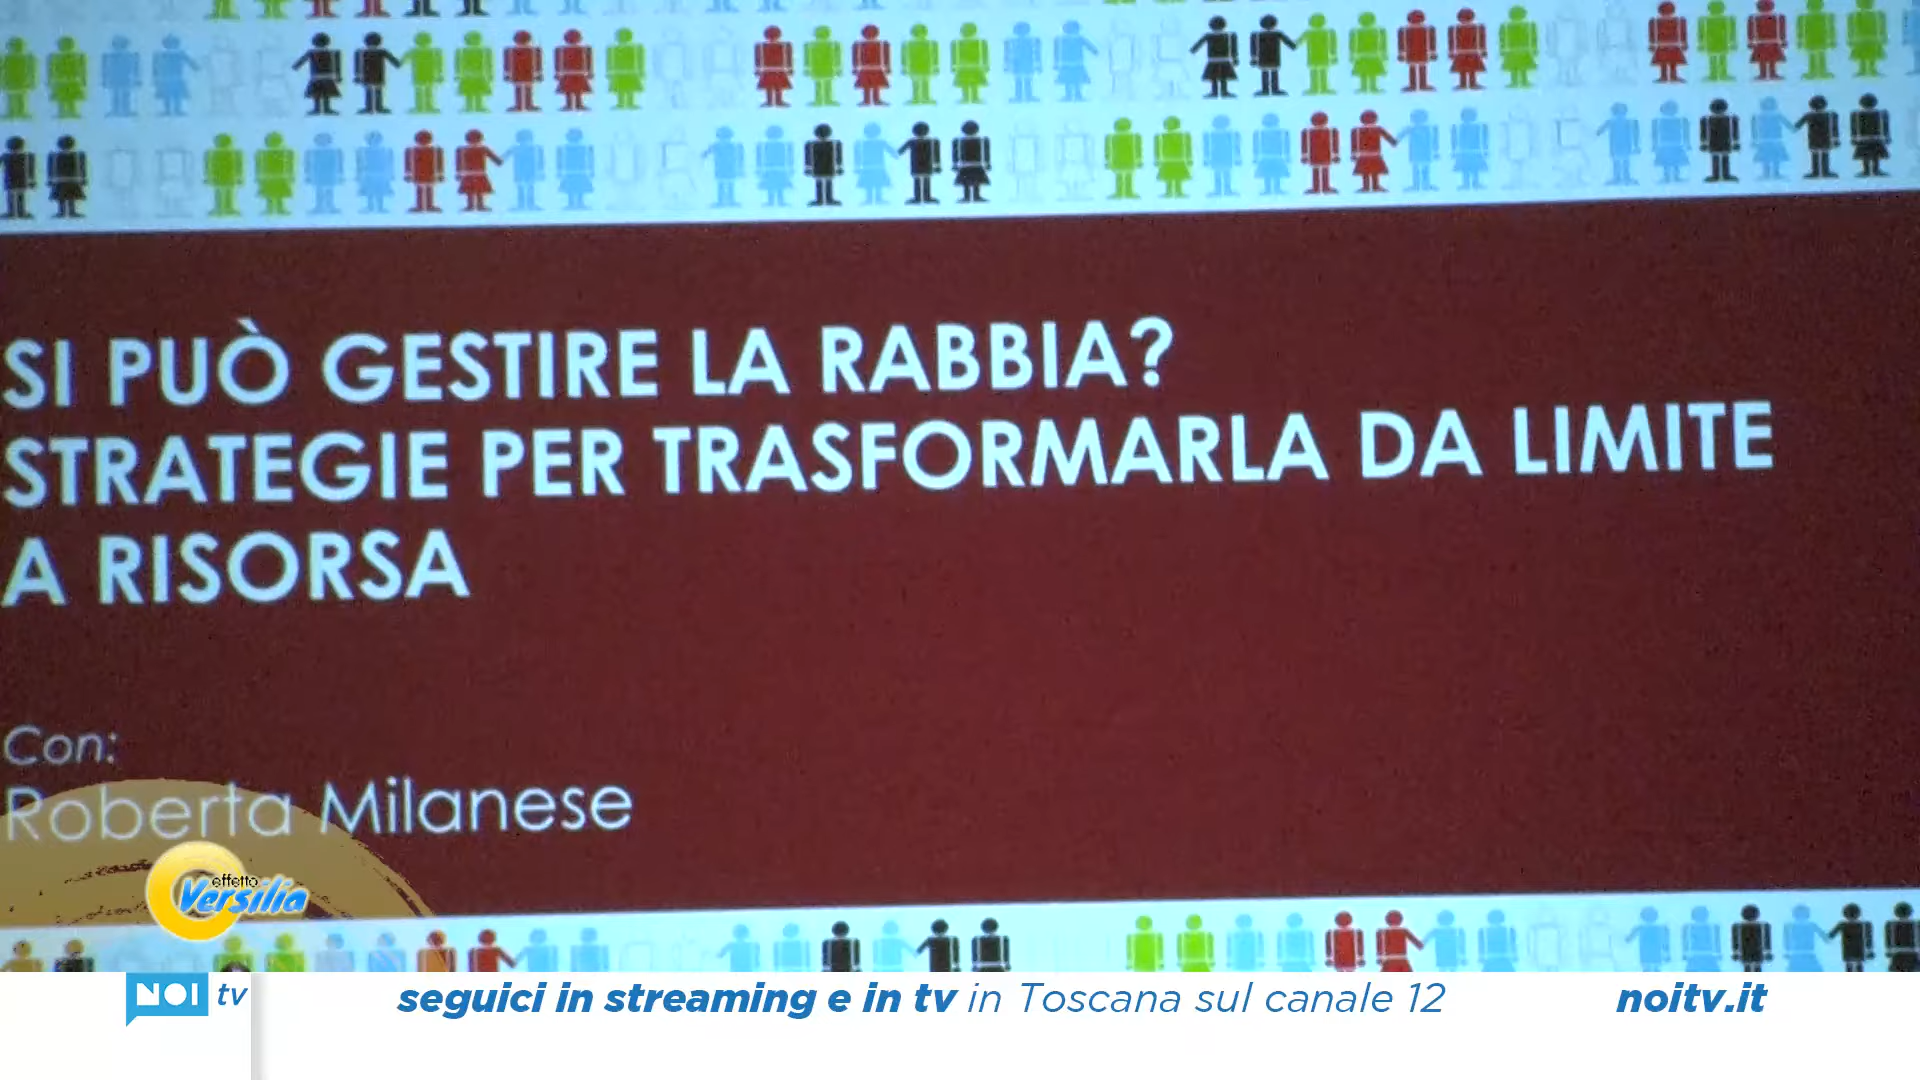 SI PUÒ GESTIRE LA RABBIA?
STRATEGIE PER TRASFORMARLA DA LIMITE
A RISORSA
Con:
Roberta Milanese
effetto
Versilia
NOI tv
seguici in streaming e in tv in Toscana sul canale 12
noitv.it